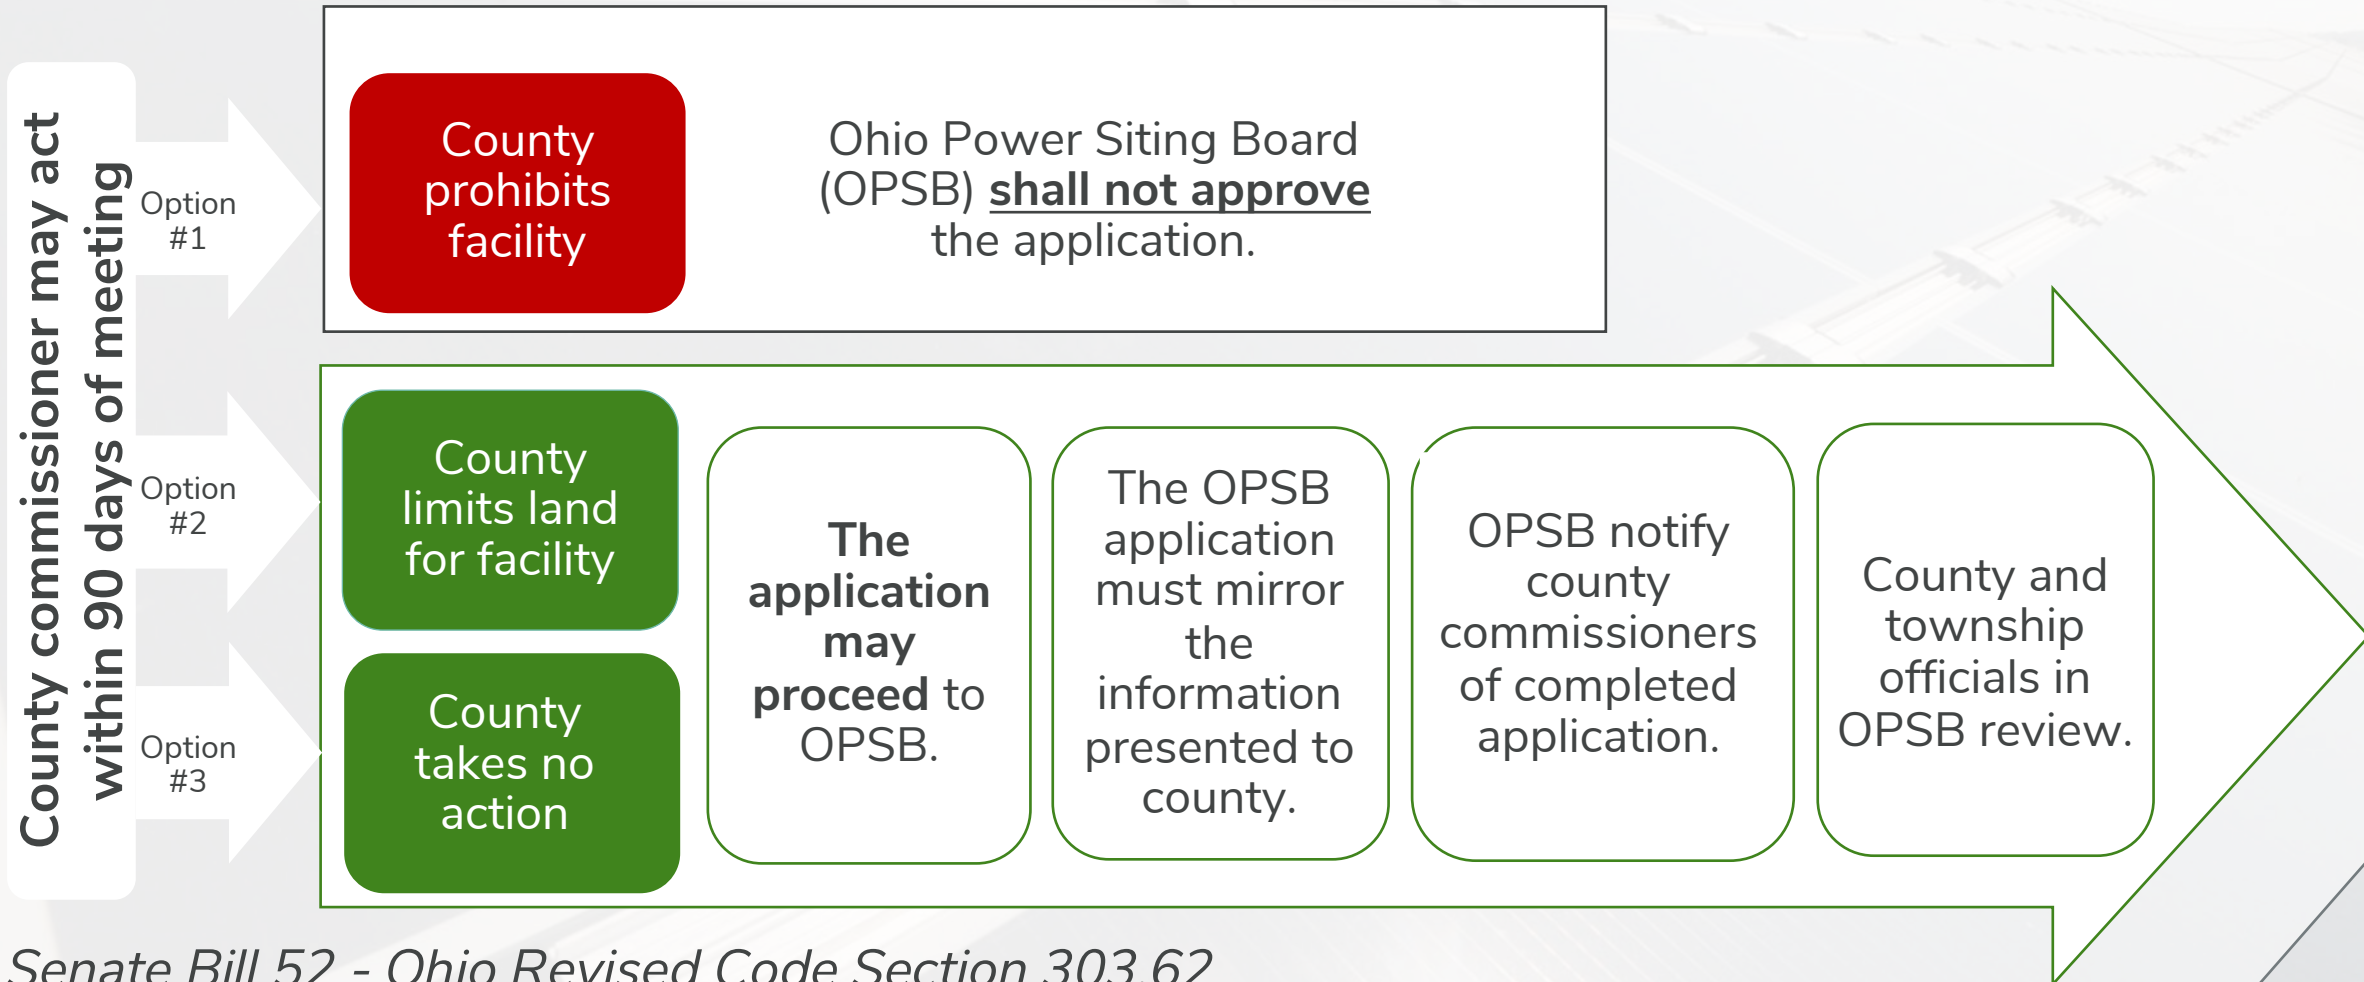 County commissioner may act
within 90 days of meeting
Option
#1
County
prohibits
facility
Ohio Power Siting Board
(OPSB) shall not approve
the application.
Option
#2
County
limits land
for facility
Option
#3
County
takes no
action
The
application
may
proceed to
OPSB.
The OPSB
application
must mirror
the
information
presented to
county.
OPSB notify
county
commissioners
of completed
application.
County and
township
officials in
OPSB review.
Senate Bill 52 - Ohio Revised Code Section 303.62